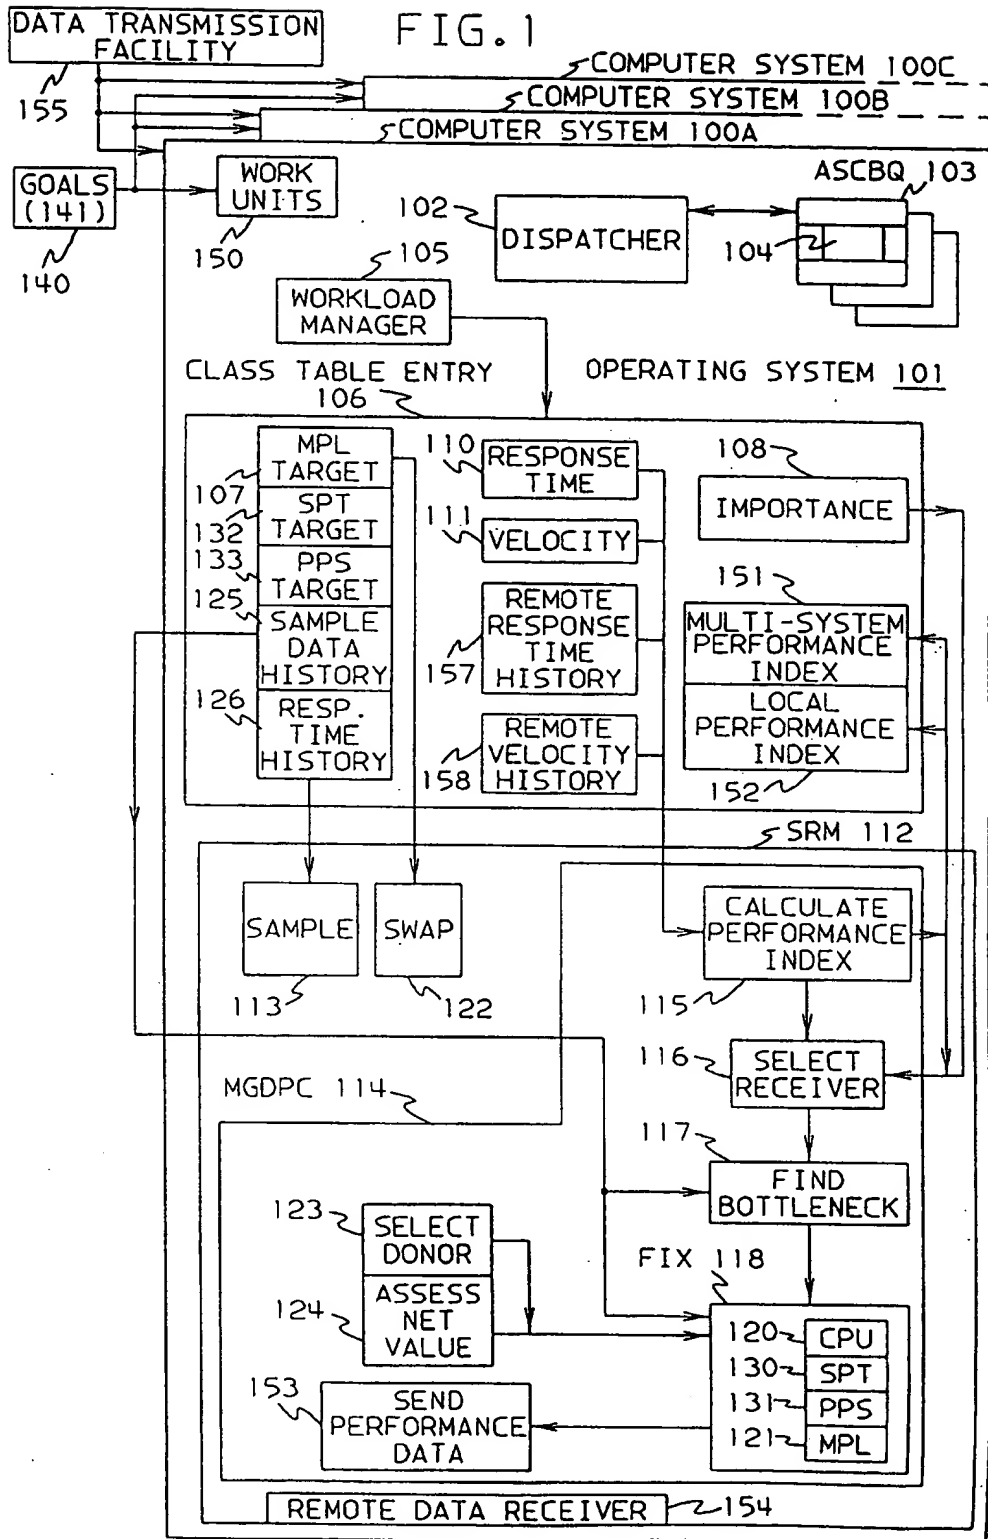 FIG.1
DATA TRANSMISSION
FACILITY
155
COMPUTER SYSTEM 100C
COMPUTER SYSTEM 100B
COMPUTER SYSTEM 100A
GOALS
(141)
140
WORK
UNITS
150
102
DISPATCHER
ASCBQ 103
104
105
WORKLOAD
MANAGER
CLASS TABLE ENTRY
106
OPERATING SYSTEM 101
MPL
TARGET
107
SPT
TARGET
132
PPS
TARGET
133
SAMPLE
DATA
HISTORY
125
RESP.
TIME
HISTORY
126
110
RESPONSE
TIME
111
VELOCITY
REMOTE
RESPONSE
TIME
HISTORY
157
REMOTE
VELOCITY
HISTORY
158
108
IMPORTANCE
151
MULTI-SYSTEM
PERFORMANCE
INDEX
LOCAL
PERFORMANCE
INDEX
152
SRM 112
SAMPLE
113
SWAP
122
CALCULATE
PERFORMANCE
INDEX
115
116
SELECT
RECEIVER
MGDPC 114
117
FIND
BOTTLENECK
123
SELECT
DONOR
124
ASSESS
NET
VALUE
FIX 118
120
CPU
130
SPT
131
PPS
121
MPL
153
SEND
PERFORMANCE
DATA
REMOTE DATA RECEIVER
154